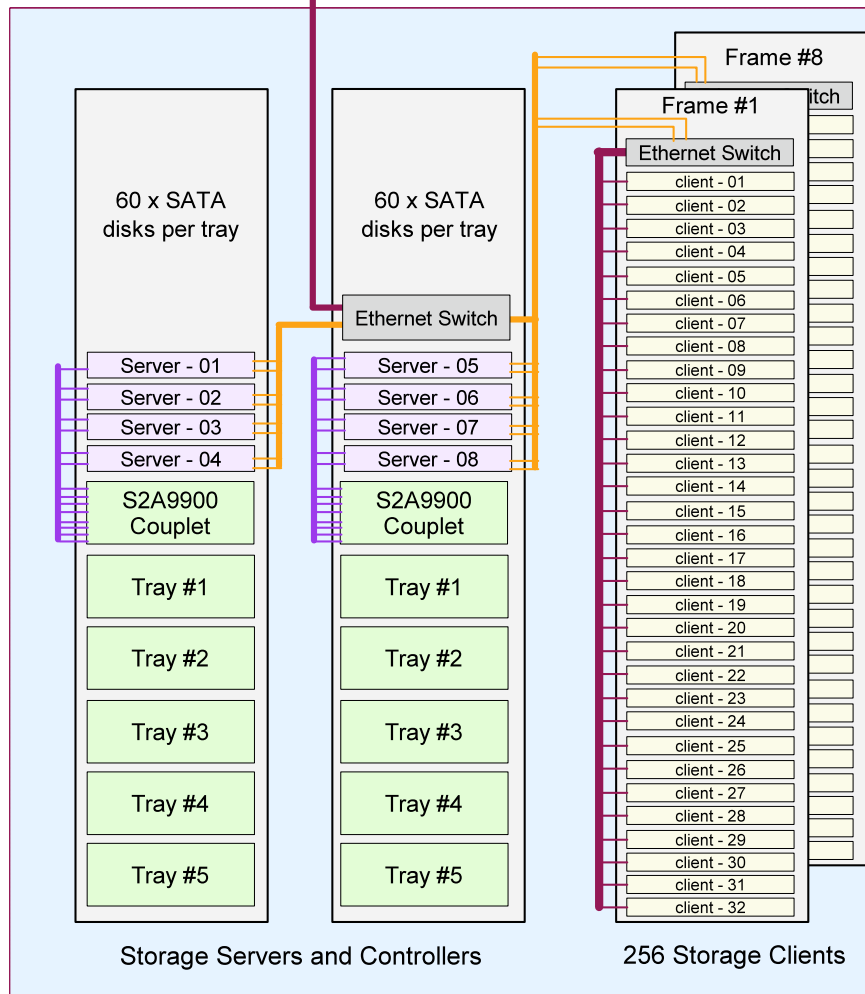 60 x SATA
disks per tray
Server - 01
Server - 02
Server - 03
Server - 04
S2A9900
Couplet
Tray #1
Tray #2
Tray #3
Tray #4
Tray #5
60 x SATA
disks per tray
Ethernet Switch
Server - 05
Server - 06
Server - 07
Server - 08
S2A9900
Couplet
Tray #1
Tray #2
Tray #3
Tray #4
Tray #5
Storage Servers and Controllers
Frame #8
Frame #1
Ethernet Switch
client - 01
client - 02
client - 03
client - 04
client - 05
client - 06
client - 07
client - 08
client - 09
client - 10
client - 11
client - 12
client - 13
client - 14
client - 15
client - 16
client - 17
client - 18
client - 19
client - 20
client - 21
client - 22
client - 23
client - 24
client - 25
client - 26
client - 27
client - 28
client - 29
client - 30
client - 31
client - 32
256 Storage Clients